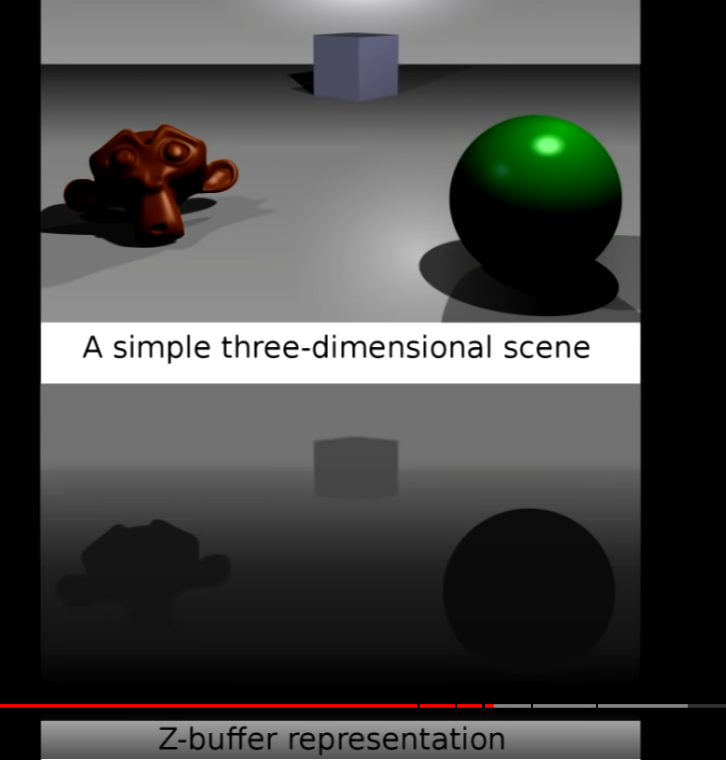 A simple three-dimensional scene
Z-buffer representation